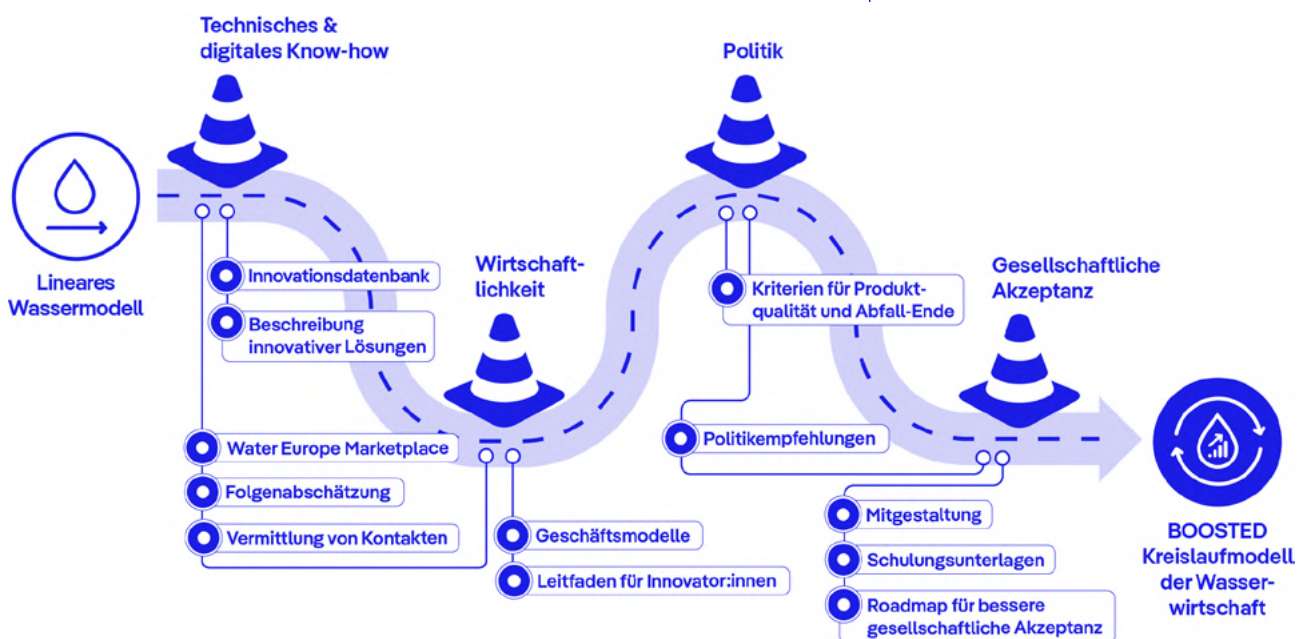 Technisches &
digitales Know-how
Politik
Lineares
Wassermodell
Innovationsdatenbank
Beschreibung
innovativer Lösungen
Wirtschaft-
lichkeit
Kriterien für Produkt-
qualität und Abfall-Ende
Gesellschaftliche
Akzeptanz
Water Europe Marketplace
Folgenabschätzung
Vermittlung von Kontakten
Geschäftsmodelle
Leitfaden für Innovator:innen
Politikempfehlungen
Mitgestaltung
Schulungsunterlagen
Roadmap für bessere
gesellschaftliche Akzeptanz
BOOSTED
Kreislaufmodell
der Wasser-
wirtschaft